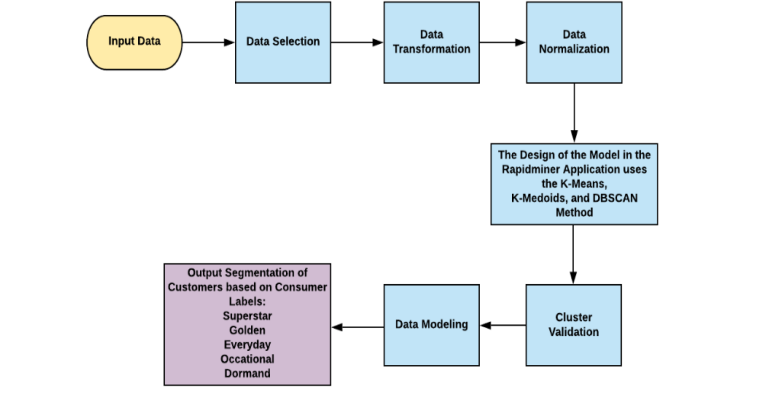 Input Data
Data Selection
Data
Transformation
Data
Normalization
The Design of the Model in the
Rapidminer Application uses
the K-Means,
K-Medoids, and DBSCAN
Method
Cluster
Validation
Data Modeling
Output Segmentation of
Customers based on Consumer
Labels:
Superstar
Golden
Everyday
Occational
Dormand